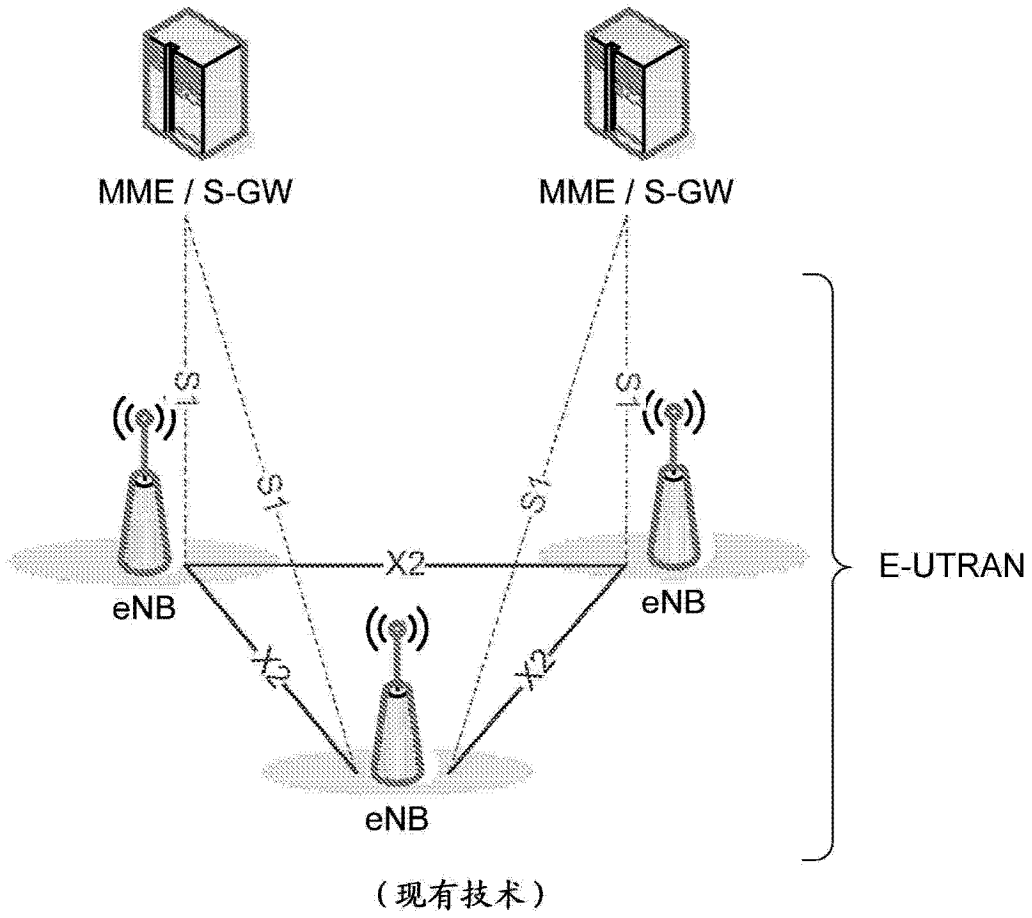 MME / S-GW
MME / S-GW
S1
S1
S1
S1
X2
E-UTRAN
eNB
eNB
X2
X2
eNB
（现有技术）